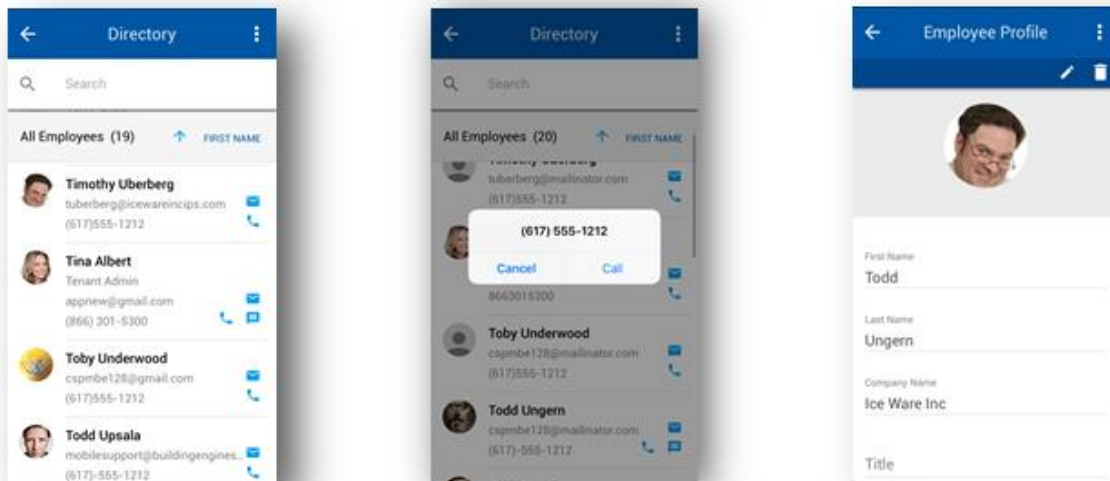 Directory
Search
All Employees (19) FIRST NAME
Timothy Uberberg
tuberberg@icewareincips.com
(617)555-1212
Tina Albert
Tenant Admin
appnew@gmail.com
(866) 301-5300
Toby Underwood
cspmbe128@gmail.com
(617)555-1212
Todd Upsala
mobilesupport@buildingengines...
(617)-555-1212
Directory
Search
All Employees (20) FIRST NAME
tuberberg@mailinator.com
(617)555-1212
(617) 555-1212
Cancel Call
8663015300
Toby Underwood
cspmbe128@mailinator.com
(617)555-1212
Todd Ungern
cspmbe128@mailinator.com
(617)-555-1212
Employee Profile
First Name
Todd
Last Name
Ungern
Company Name
Ice Ware Inc
Title